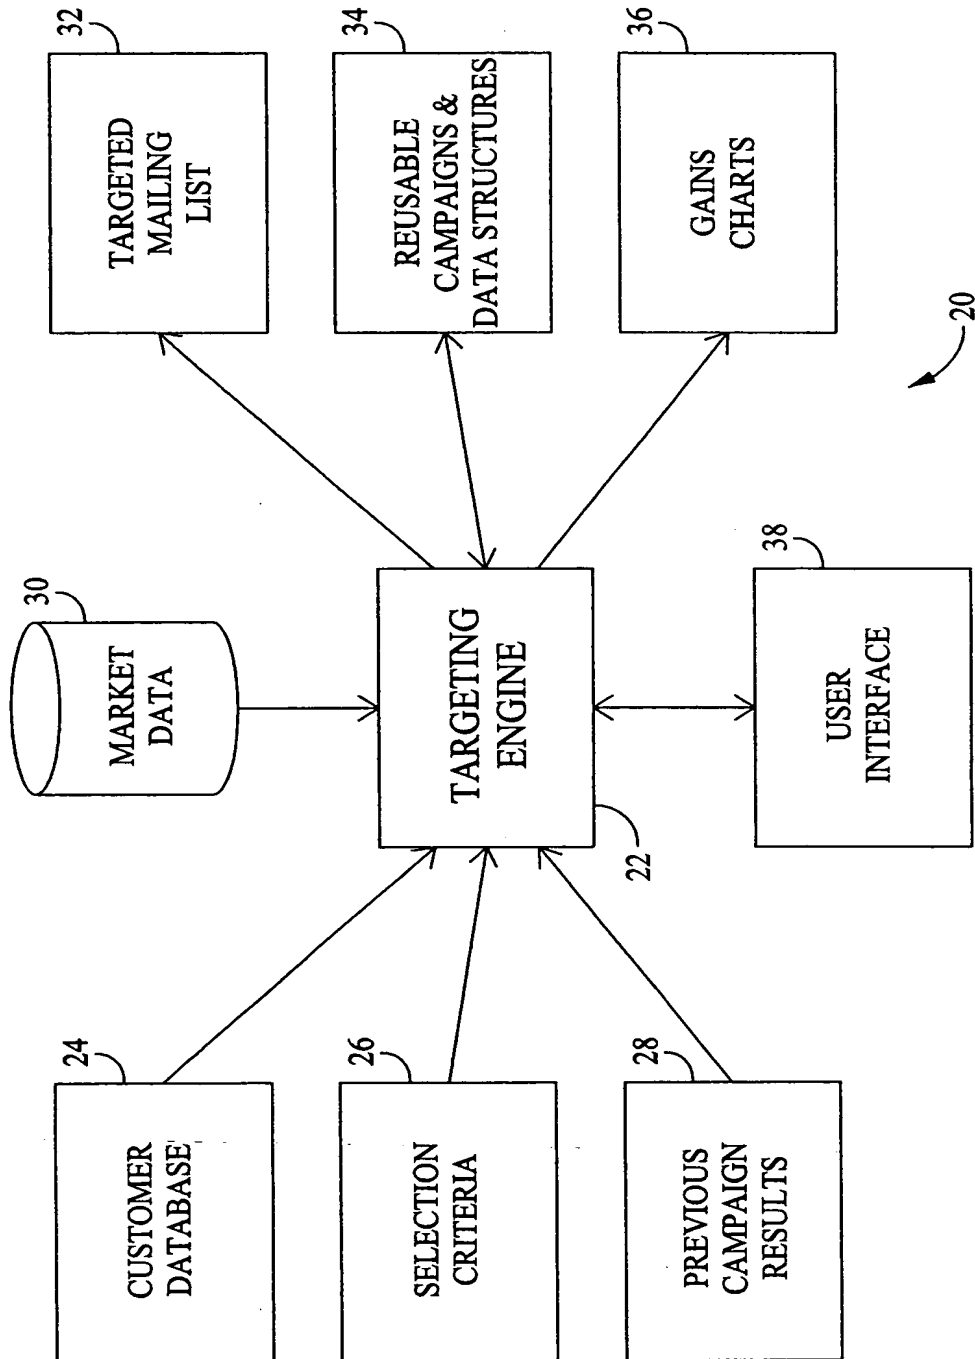 24
CUSTOMER
DATABASE
26
SELECTION
CRITERIA
28
PREVIOUS
CAMPAIGN
RESULTS
30
MARKET
DATA
TARGETING
ENGINE
22
38
USER
INTERFACE
32
TARGETED
MAILING
LIST
34
REUSABLE
CAMPAIGNS &
DATA STRUCTURES
36
GAINS
CHARTS
20